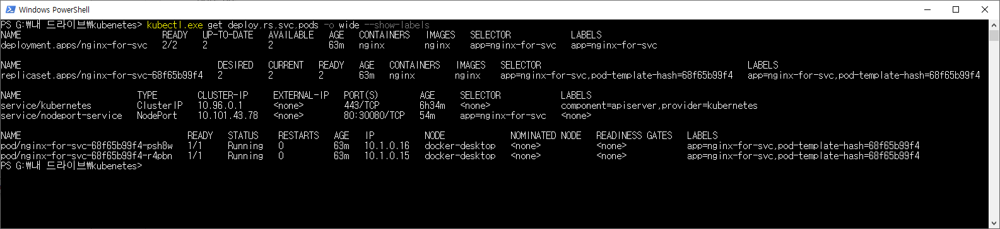 Windows PowerShell
PS G:\내 드라이브\kubenetes> kubectl.exe get deploy,rs,svc,pods -o wide --show-labels
NAME READY UP-TO-DATE AVAILABLE AGE CONTAINERS IMAGES SELECTOR LABELS
deployment.apps/nginx-for-svc 2/2 2 2 63m nginx nginx app=nginx-for-svc app=nginx-for-svc
NAME DESIRED CURRENT READY AGE CONTAINERS IMAGES SELECTOR LABELS
replicaset.apps/nginx-for-svc-68f65b99f4 2 2 2 63m nginx nginx app=nginx-for-svc,pod-template-hash=68f65b99f4 app=nginx-for-svc,pod-template-hash=68f65b99f4
NAME TYPE CLUSTER-IP EXTERNAL-IP PORT(S) AGE SELECTOR LABELS
service/kubernetes ClusterIP 10.96.0.1 <none> 443/TCP 6h34m <none> component=apiserver,provider=kubernetes
service/nodeport-service NodePort 10.101.43.78 <none> 80:30080/TCP 54m app=nginx-for-svc <none>
NAME READY STATUS RESTARTS AGE IP NODE NOMINATED NODE READINESS GATES LABELS
pod/nginx-for-svc-68f65b99f4-psh8w 1/1 Running 0 63m 10.1.0.16 docker-desktop <none> <none> app=nginx-for-svc,pod-template-hash=68f65b99f4
pod/nginx-for-svc-68f65b99f4-r4pbn 1/1 Running 0 63m 10.1.0.15 docker-desktop <none> <none> app=nginx-for-svc,pod-template-hash=68f65b99f4
PS G:\내 드라이브\kubenetes>